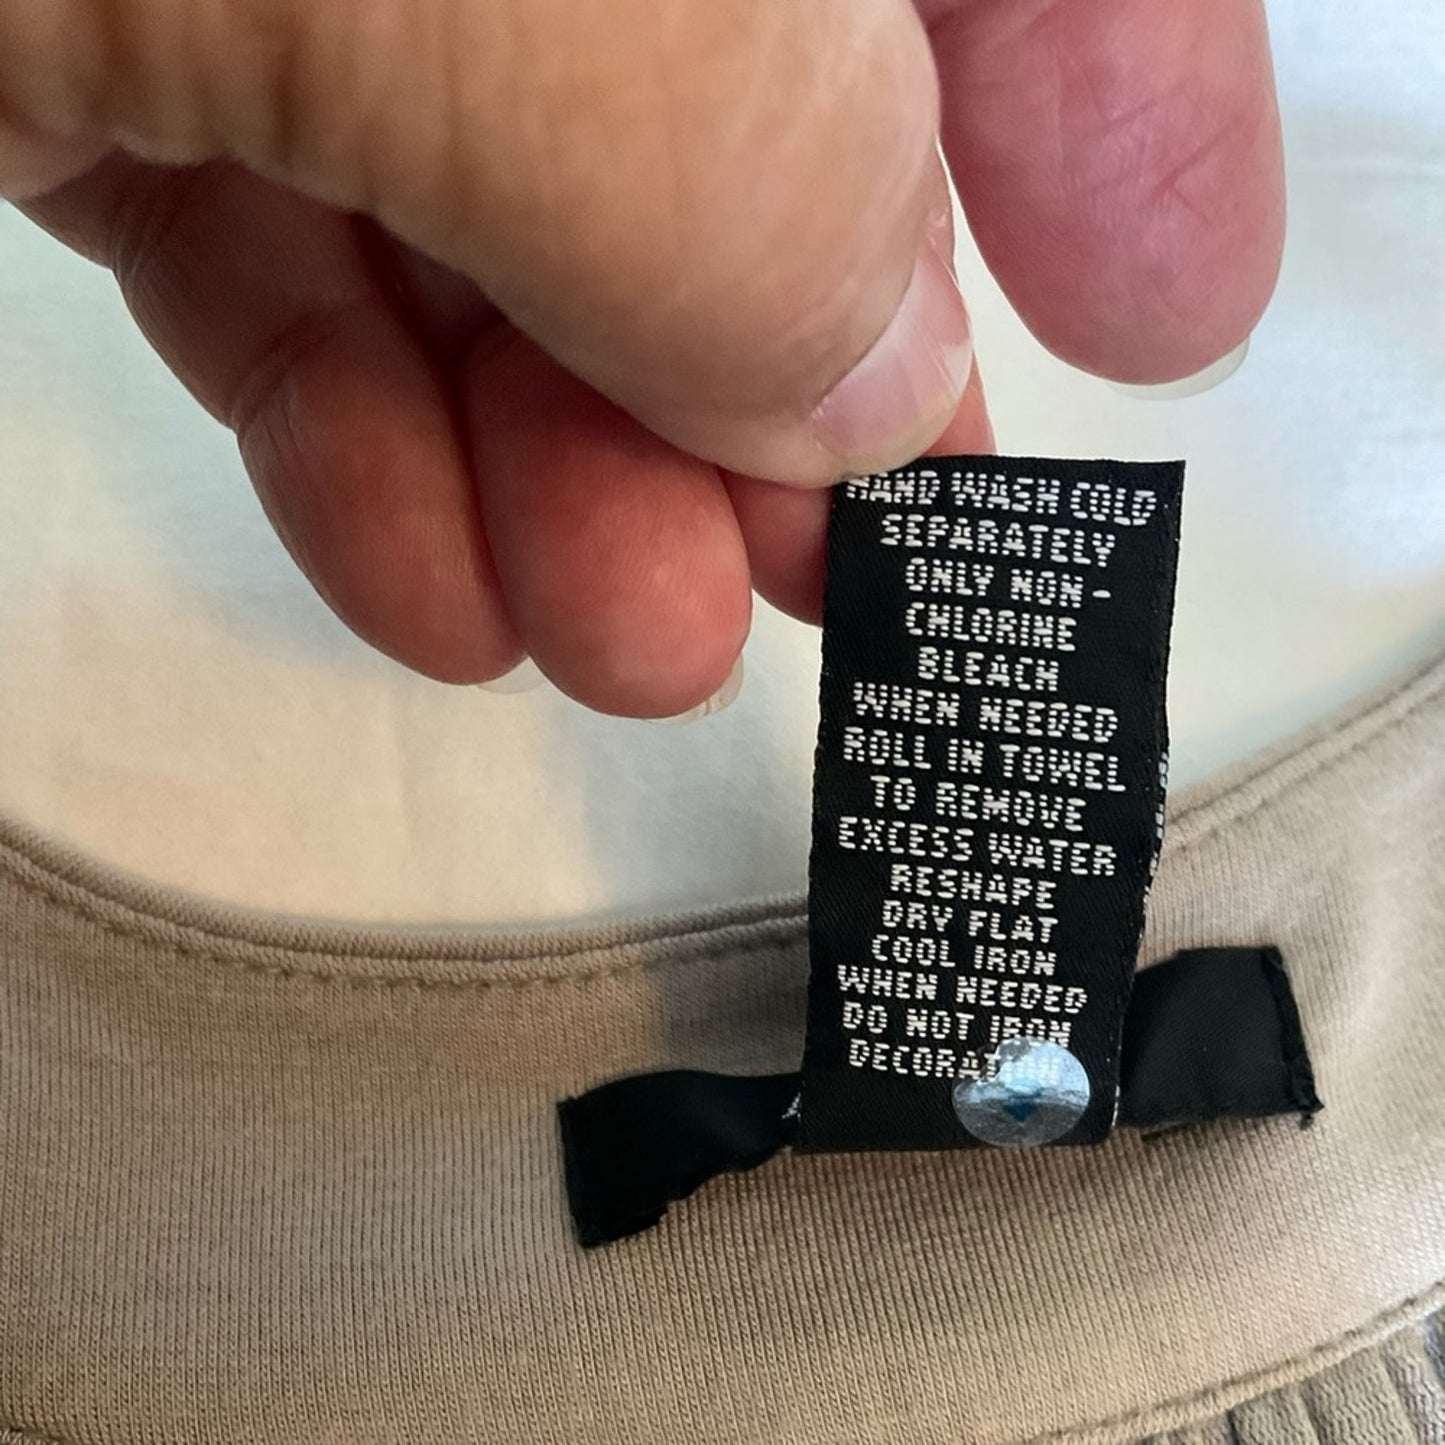 HAND WASH COLD
SEPARATELY
ONLY NON-
CHLORINE
BLEACH
WHEN NEEDED
ROLL IN TOWEL
TO REMOVE
EXCESS WATER
RESHAPE
DRY FLAT
COOL IRON
WHEN NEEDED
DO NOT IRON